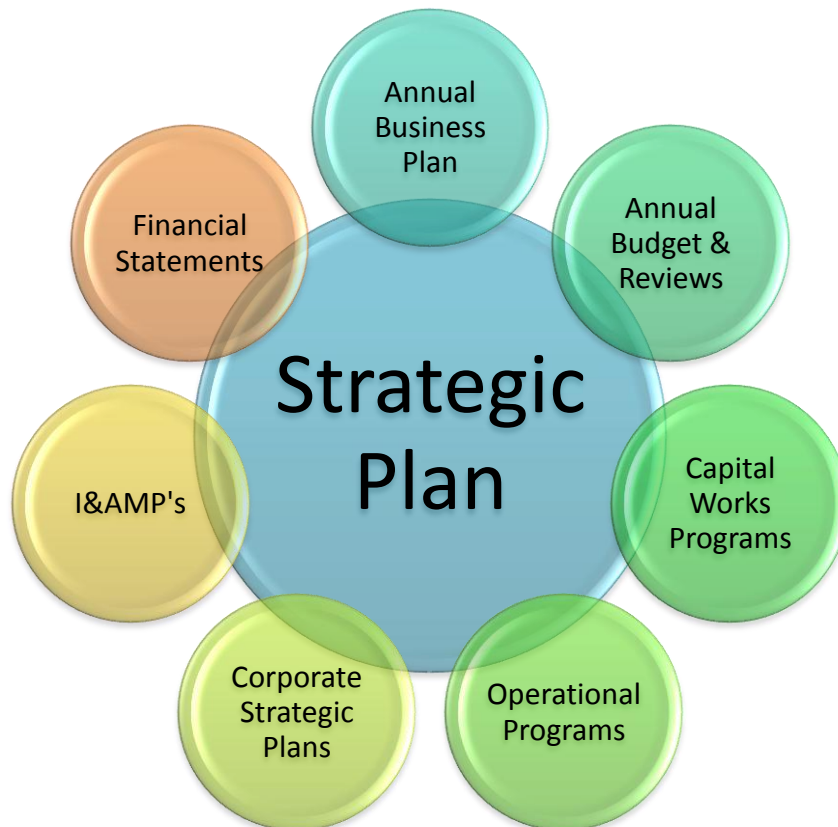 Annual
Business
Plan
Annual
Budget &
Reviews
Capital
Works
Programs
Operational
Programs
Corporate
Strategic
Plans
I&AMP's
Financial
Statements
Strategic
Plan